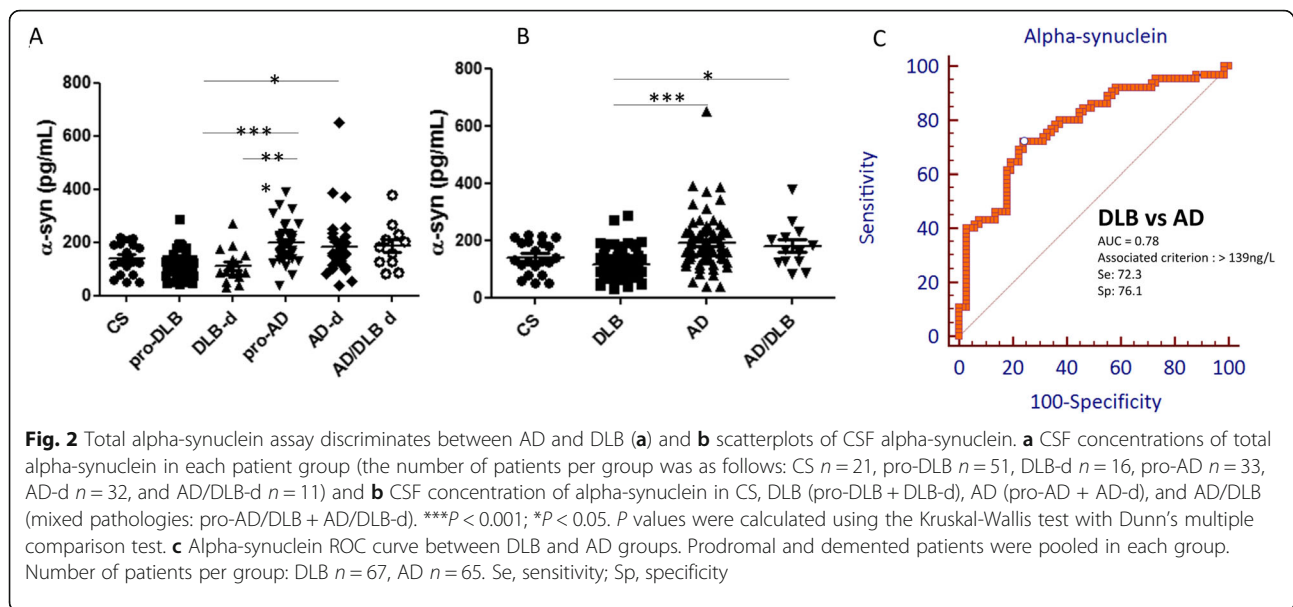 A
α-syn (pg/mL)
800
600
400
200
0
*
***
**
*
CS
pro-DLB
DLB-d
pro-AD
AD-d
AD/DLB d
B
α-syn (pg/mL)
800
600
400
200
0
*
***
CS
DLB
AD
AD/DLB
C
Alpha-synuclein
Sensitivity
100
80
60
40
20
0
DLB vs AD
AUC = 0.78
Associated criterion : > 139ng/L
Se: 72.3
Sp: 76.1
0 20 40 60 80 100
100-Specificity
Fig. 2 Total alpha-synuclein assay discriminates between AD and DLB (a) and b scatterplots of CSF alpha-synuclein. a CSF concentrations of total
alpha-synuclein in each patient group (the number of patients per group was as follows: CS n = 21, pro-DLB n = 51, DLB-d n = 16, pro-AD n = 33,
AD-d n = 32, and AD/DLB-d n = 11) and b CSF concentration of alpha-synuclein in CS, DLB (pro-DLB + DLB-d), AD (pro-AD + AD-d), and AD/DLB
(mixed pathologies: pro-AD/DLB + AD/DLB-d). ***P < 0.001; *P < 0.05. P values were calculated using the Kruskal-Wallis test with Dunn's multiple
comparison test. c Alpha-synuclein ROC curve between DLB and AD groups. Prodromal and demented patients were pooled in each group.
Number of patients per group: DLB n = 67, AD n = 65. Se, sensitivity; Sp, specificity